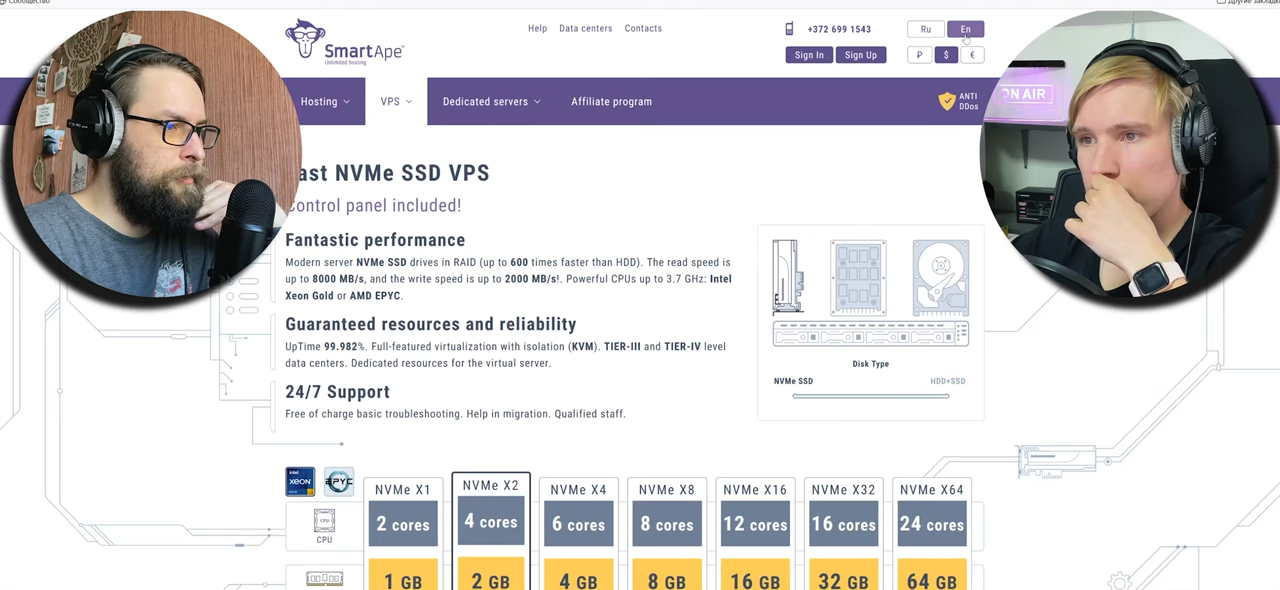 Сообщество
Другие закладки
SmartApe
Unlimited hosting
Help
Data centers
Contacts
+372 699 1543
Ru
En
Sign In
Sign Up
₽
$
€
Hosting
VPS
Dedicated servers
Affiliate program
ANTI
DDos
ON AIR
ast NVMe SSD VPS
ontrol panel included!
Fantastic performance
Modern server NVMe SSD drives in RAID (up to 600 times faster than HDD). The read speed is
up to 8000 MB/s, and the write speed is up to 2000 MB/s!. Powerful CPUs up to 3.7 GHz: Intel
Xeon Gold or AMD EPYC.
Guaranteed resources and reliability
UpTime 99.982%. Full-featured virtualization with isolation (KVM). TIER-III and TIER-IV level
data centers. Dedicated resources for the virtual server.
24/7 Support
Free of charge basic troubleshooting. Help in migration. Qualified staff.
Disk Type
NVMe SSD
HDD+SSD
intel XEON
EPYC
NVMe X1
NVMe X2
NVMe X4
NVMe X8
NVMe X16
NVMe X32
NVMe X64
CPU
CPU
2 cores
4 cores
6 cores
8 cores
12 cores
16 cores
24 cores
1 GB
2 GB
4 GB
8 GB
16 GB
32 GB
64 GB